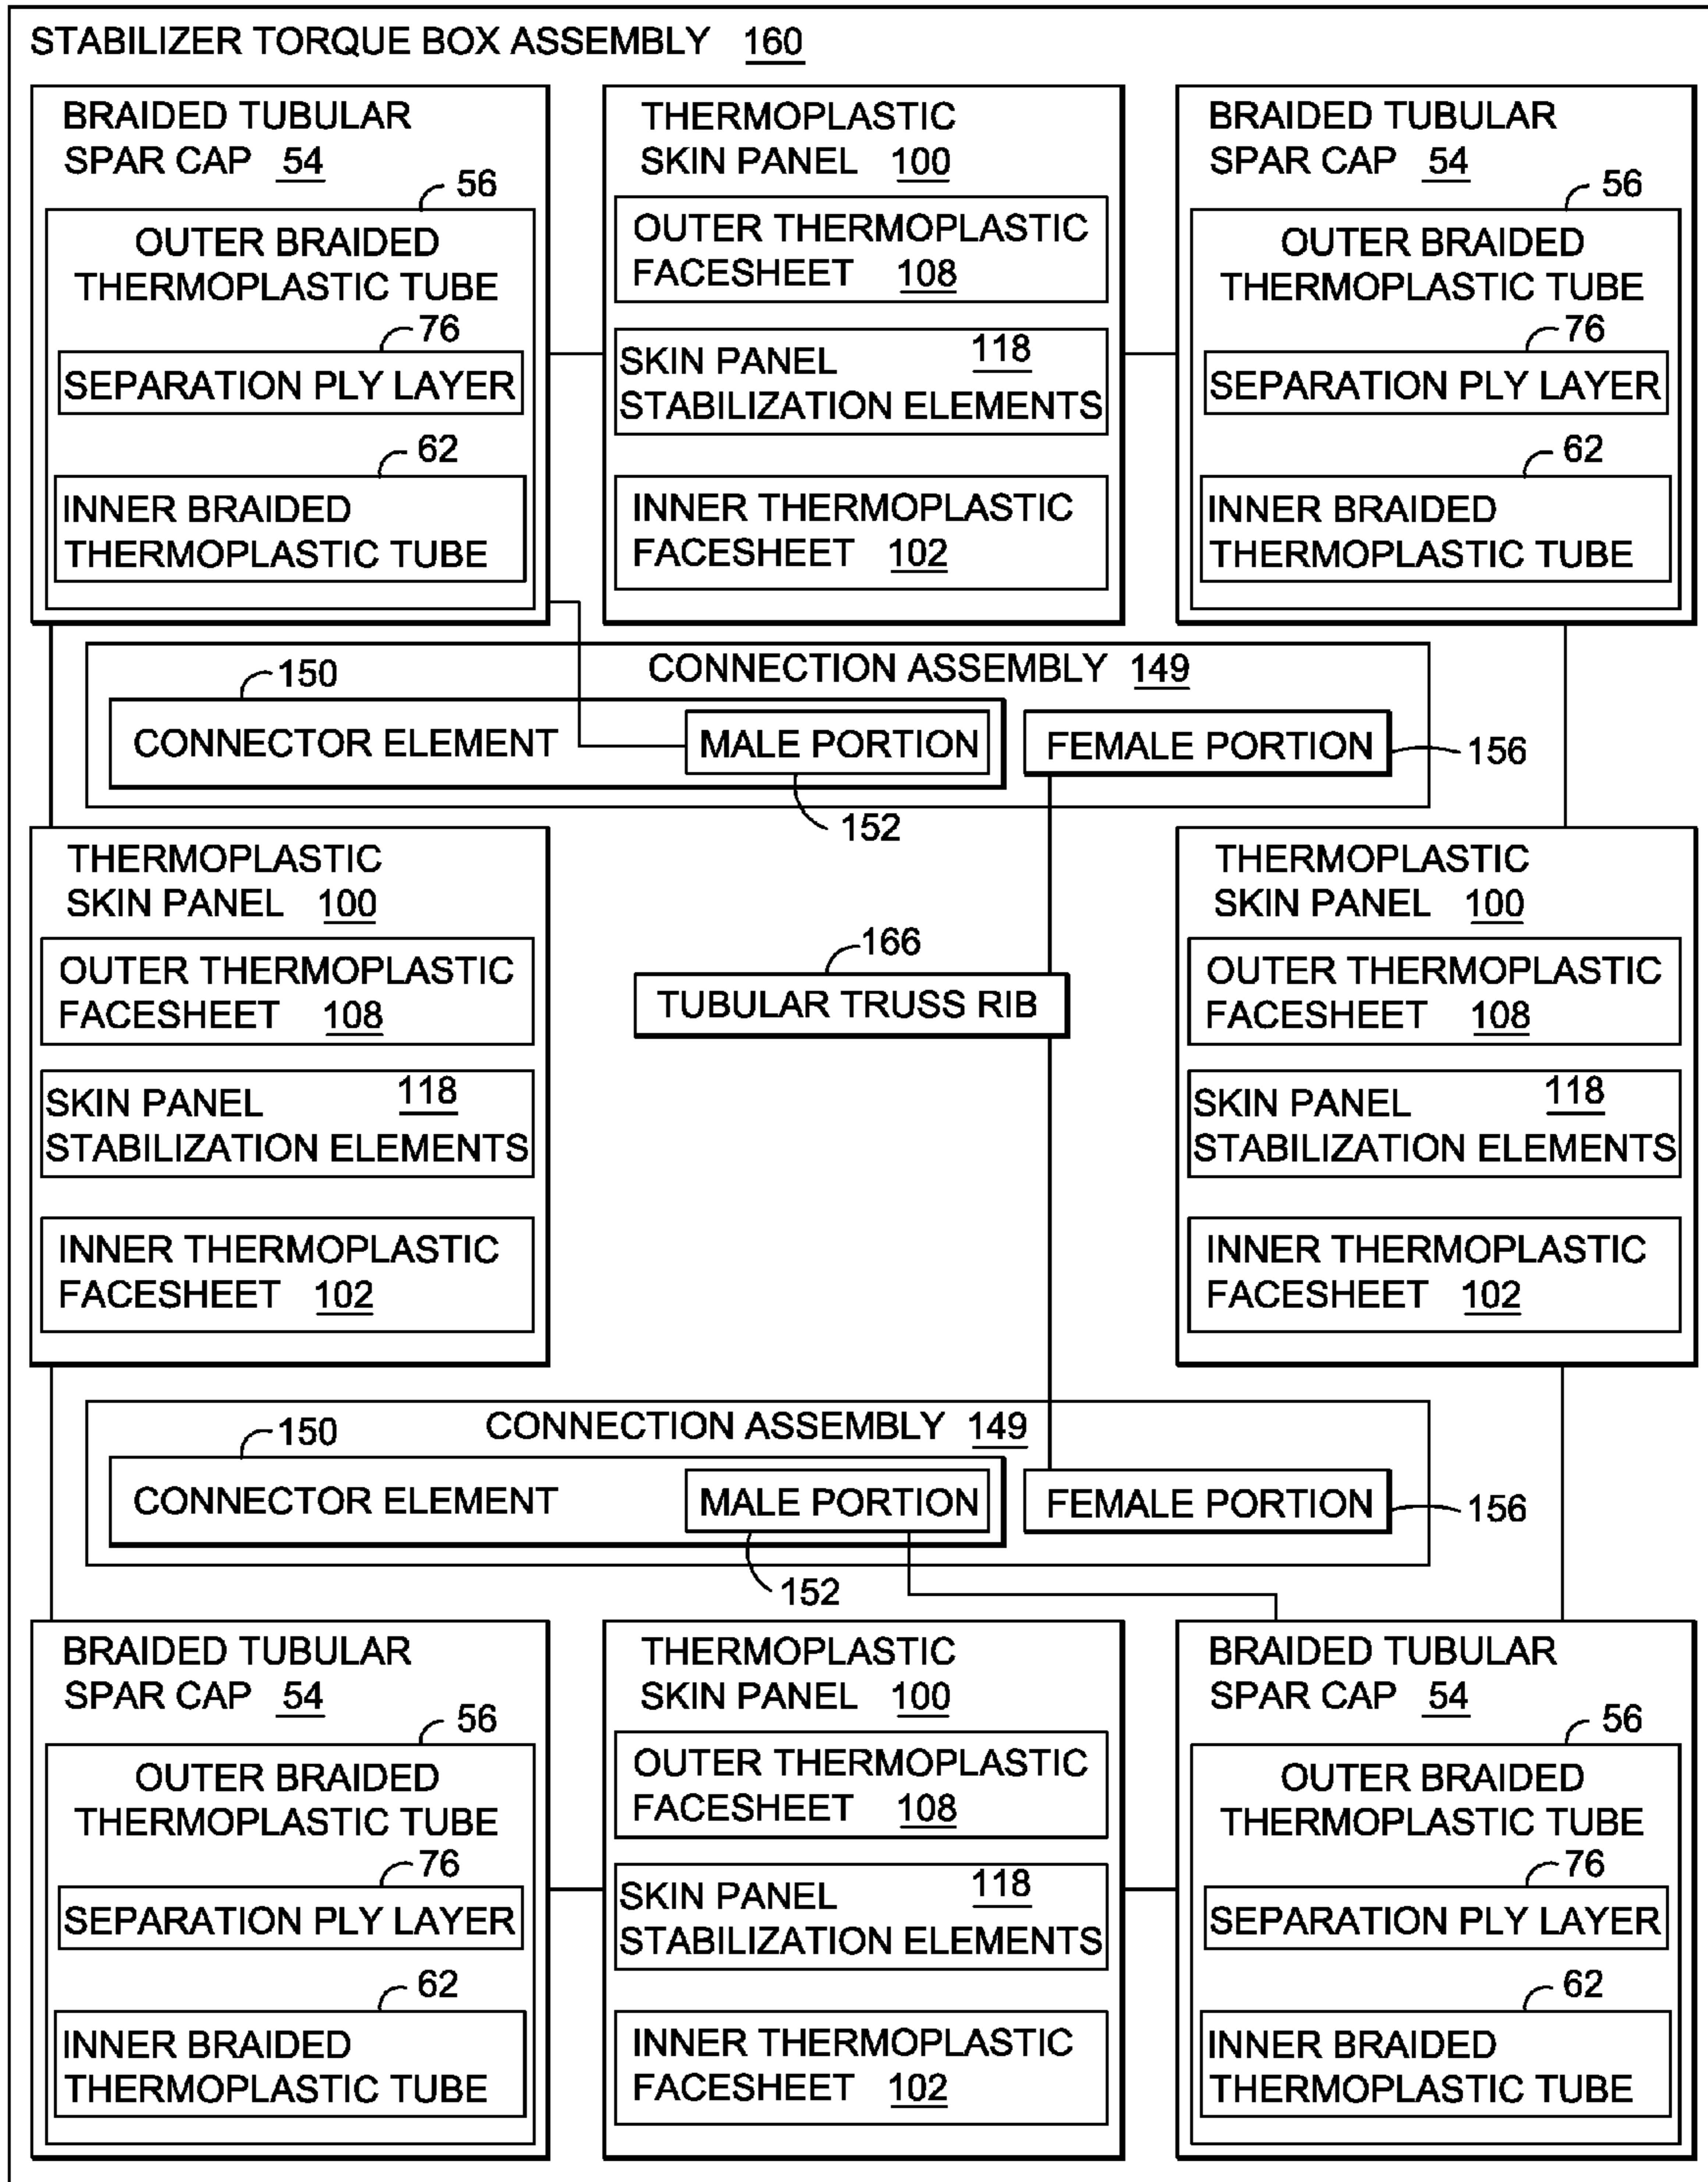 STABILIZER TORQUE BOX ASSEMBLY 160
BRAIDED TUBULAR
SPAR CAP 54
56
OUTER BRAIDED
THERMOPLASTIC TUBE
76
SEPARATION PLY LAYER
62
INNER BRAIDED
THERMOPLASTIC TUBE
THERMOPLASTIC
SKIN PANEL 100
OUTER THERMOPLASTIC
FACESHEET 108
SKIN PANEL 118
STABILIZATION ELEMENTS
INNER THERMOPLASTIC
FACESHEET 102
BRAIDED TUBULAR
SPAR CAP 54
56
OUTER BRAIDED
THERMOPLASTIC TUBE
76
SEPARATION PLY LAYER
62
INNER BRAIDED
THERMOPLASTIC TUBE
CONNECTION ASSEMBLY 149
150
CONNECTOR ELEMENT
MALE PORTION
FEMALE PORTION
156
152
THERMOPLASTIC
SKIN PANEL 100
OUTER THERMOPLASTIC
FACESHEET 108
SKIN PANEL 118
STABILIZATION ELEMENTS
INNER THERMOPLASTIC
FACESHEET 102
166
TUBULAR TRUSS RIB
THERMOPLASTIC
SKIN PANEL 100
OUTER THERMOPLASTIC
FACESHEET 108
SKIN PANEL 118
STABILIZATION ELEMENTS
INNER THERMOPLASTIC
FACESHEET 102
CONNECTION ASSEMBLY 149
150
CONNECTOR ELEMENT
MALE PORTION
FEMALE PORTION
156
152
BRAIDED TUBULAR
SPAR CAP 54
56
OUTER BRAIDED
THERMOPLASTIC TUBE
76
SEPARATION PLY LAYER
62
INNER BRAIDED
THERMOPLASTIC TUBE
THERMOPLASTIC
SKIN PANEL 100
OUTER THERMOPLASTIC
FACESHEET 108
SKIN PANEL 118
STABILIZATION ELEMENTS
INNER THERMOPLASTIC
FACESHEET 102
BRAIDED TUBULAR
SPAR CAP 54
56
OUTER BRAIDED
THERMOPLASTIC TUBE
76
SEPARATION PLY LAYER
62
INNER BRAIDED
THERMOPLASTIC TUBE